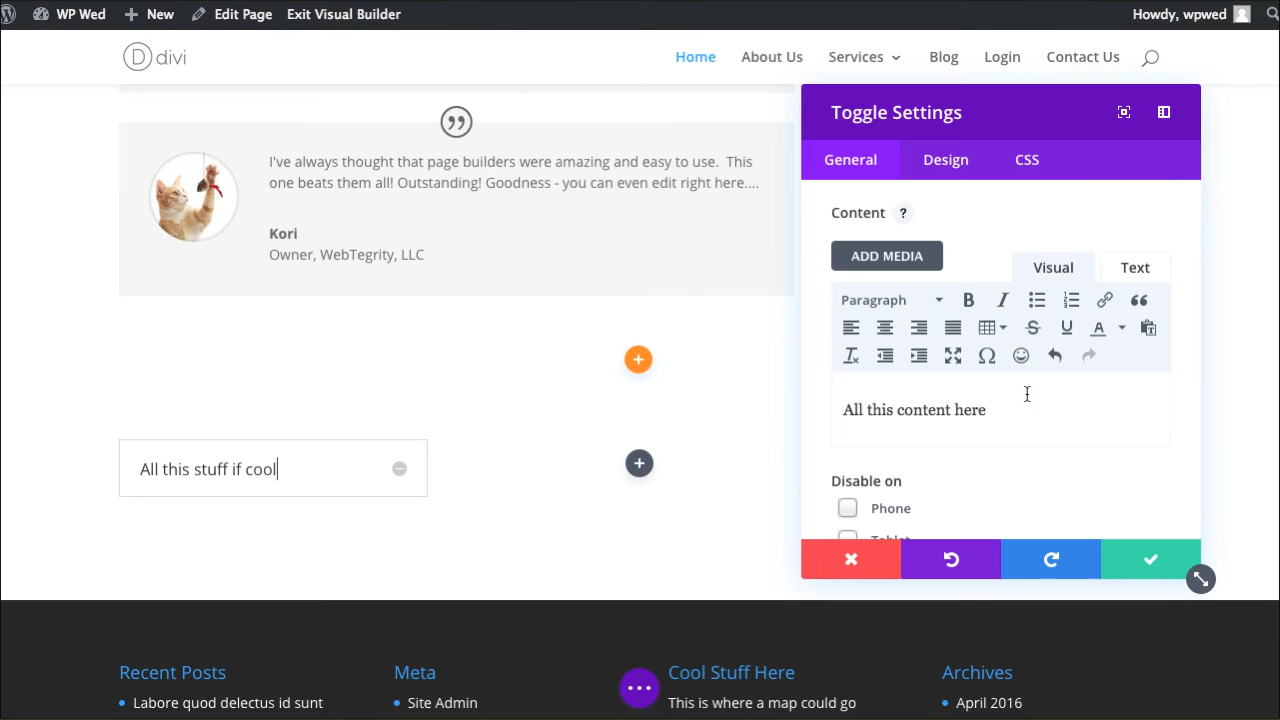 WP Wed New Edit Page Exit Visual Builder Howdy, wpwed
D divi Home About Us Services Blog Login Contact Us
I've always thought that page builders were amazing and easy to use. This
one beats them all! Outstanding! Goodness - you can even edit right here....
Kori
Owner, WebTegrity, LLC
All this stuff if cool
Toggle Settings
General Design CSS
Content ?
ADD MEDIA
Visual Text
Paragraph B I
A
All this content here
Disable on
Phone
Tablet
Recent Posts
Labore quod delectus id sunt
Meta
Site Admin
Cool Stuff Here
This is where a map could go
Archives
April 2016